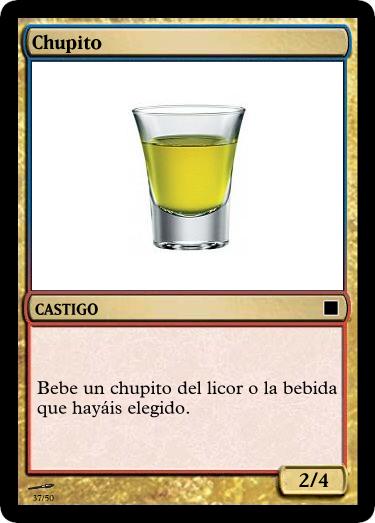 Chupito
CASTIGO
Bebe un chupito del licor o la bebida
que hayáis elegido.
2/4
37/50